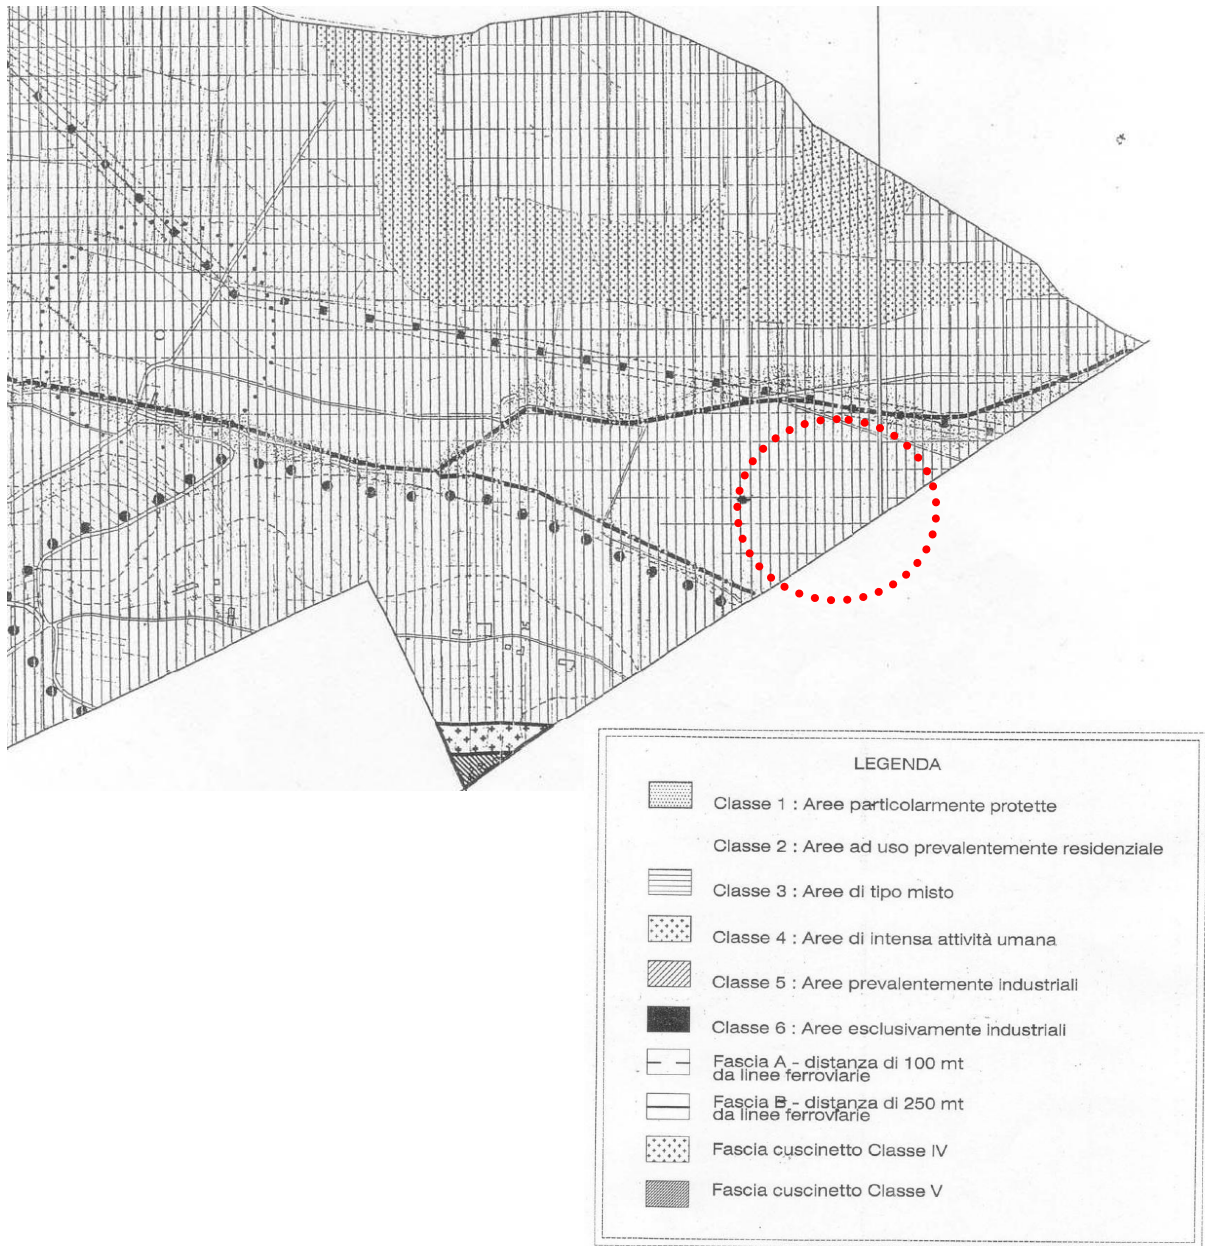 LEGENDA
Classe 1 : Aree particolarmente protette
Classe 2 : Aree ad uso prevalentemente residenziale
Classe 3 : Aree di tipo misto
Classe 4 : Aree di intensa attività umana
Classe 5 : Aree prevalentemente industriali
Classe 6 : Aree esclusivamente industriali
Fascia A - distanza di 100 mt
da linee ferroviarie
Fascia B - distanza di 250 mt
da linee ferroviarie
Fascia cuscinetto Classe IV
Fascia cuscinetto Classe V